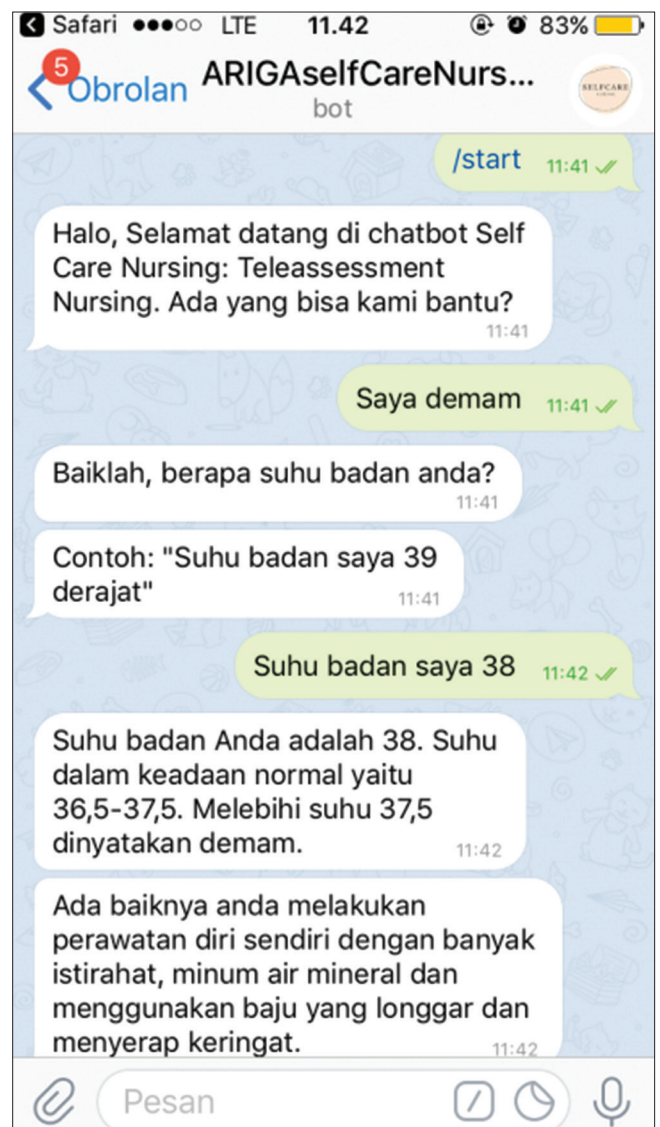 Safari LTE 11.42 83%
5
Obrolan ARIGAselfCareNurs...
bot
SELFCARE
/start 11:41
Halo, Selamat datang di chatbot Self
Care Nursing: Teleassessment
Nursing. Ada yang bisa kami bantu?
11:41
Saya demam 11:41
Baiklah, berapa suhu badan anda?
11:41
Contoh: "Suhu badan saya 39
derajat"
11:41
Suhu badan saya 38 11:42
Suhu badan Anda adalah 38. Suhu
dalam keadaan normal yaitu
36,5-37,5. Melebihi suhu 37,5
dinyatakan demam.
11:42
Ada baiknya anda melakukan
perawatan diri sendiri dengan banyak
istirahat, minum air mineral dan
menggunakan baju yang longgar dan
menyerap keringat.
11:42
Pesan